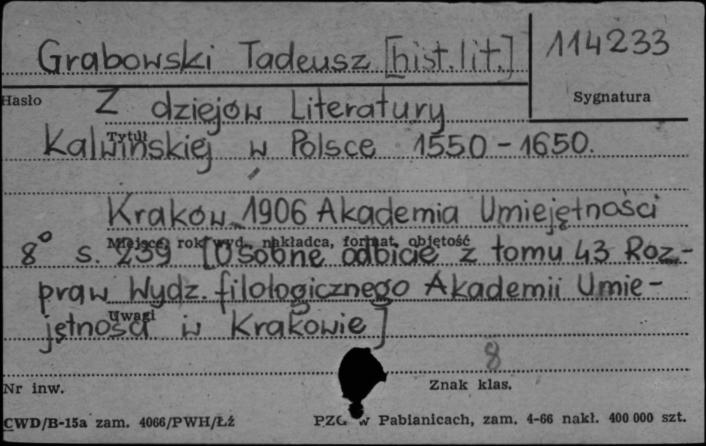 Grabowski Tadeusz [hist.lit.]
114233
Hasło
Sygnatura
Z dziejów Literatury
Tytuł
Kalwińskiej w Polsce 1550-1650.
Kraków 1906 Akademia Umiejętności
Miejsce, rok wyd., nakładca, format, objętość
8° s. 239 [Osobne odbicie z tomu 43 Roz-
praw Wydz. filologicznego Akademii Umie-
Uwagi
jętności w Krakowie]
8
Nr inw.
Znak klas.
CWD/B-15a zam. 4066/PWH/Łź
PZG w Pabianicach, zam. 4-66 nakł. 400 000 szt.